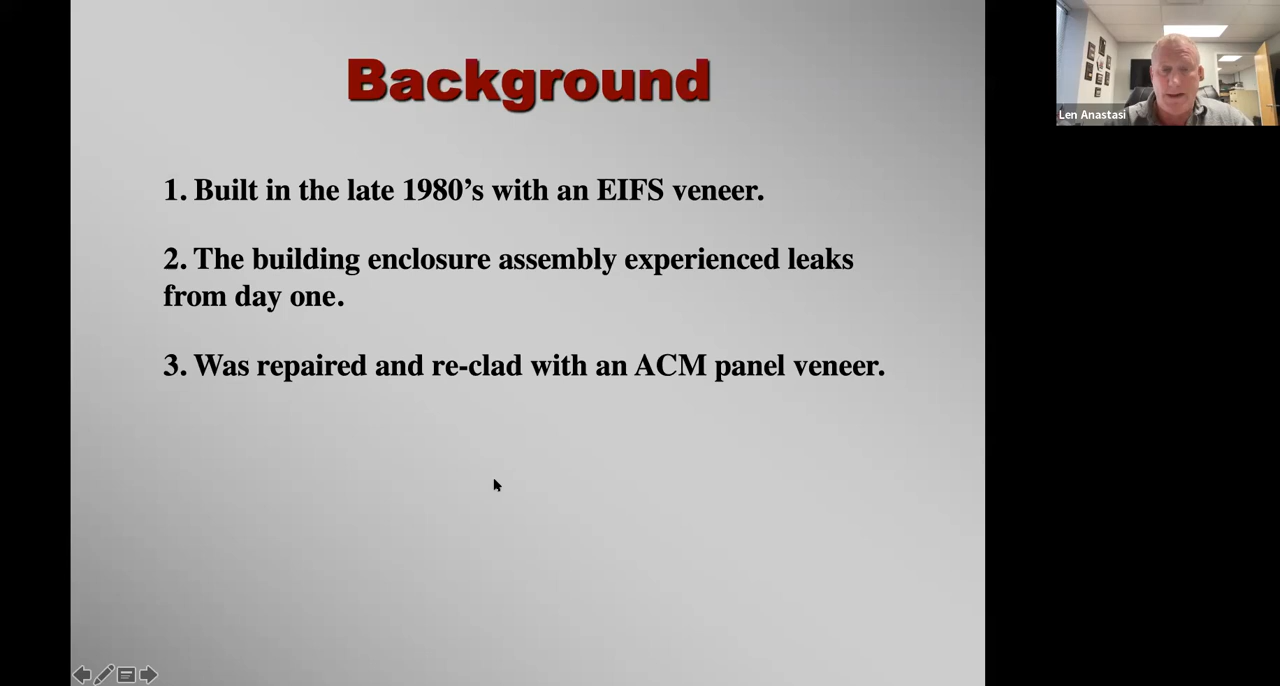 Background
1. Built in the late 1980’s with an EIFS veneer.
2. The building enclosure assembly experienced leaks
from day one.
3. Was repaired and re-clad with an ACM panel veneer.
Len Anastasi